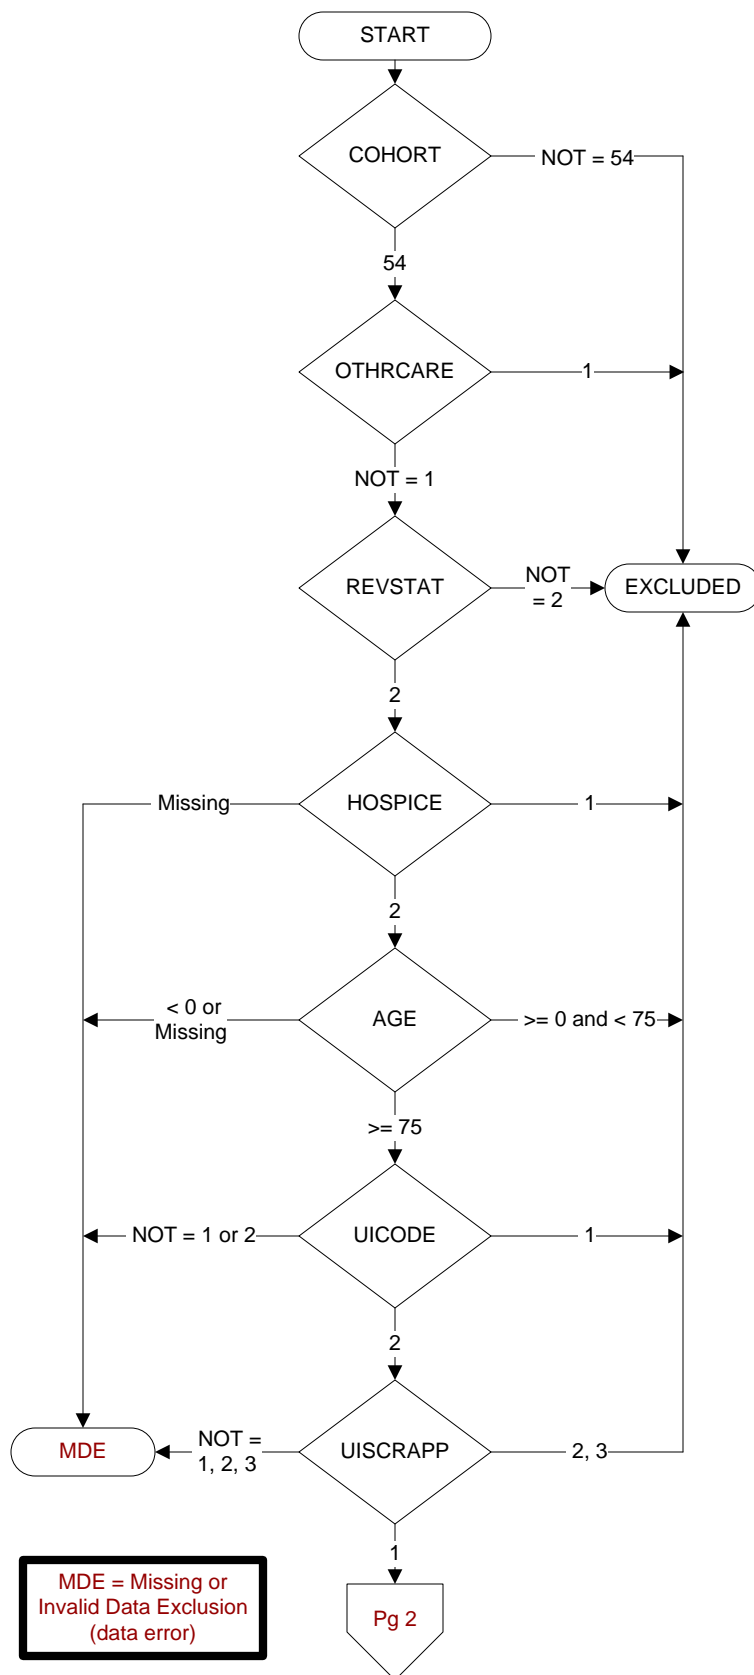 START
COHORT
NOT = 54
54
OTHRCARE
1
NOT = 1
REVSTAT
NOT
= 2
EXCLUDED
2
Missing
HOSPICE
1
2
< 0 or
Missing
AGE
>= 0 and < 75
>= 75
NOT = 1 or 2
UICODE
1
2
MDE
NOT =
1, 2, 3
UISCRAPP
2, 3
1
MDE = Missing or
Invalid Data Exclusion
(data error)
Pg 2